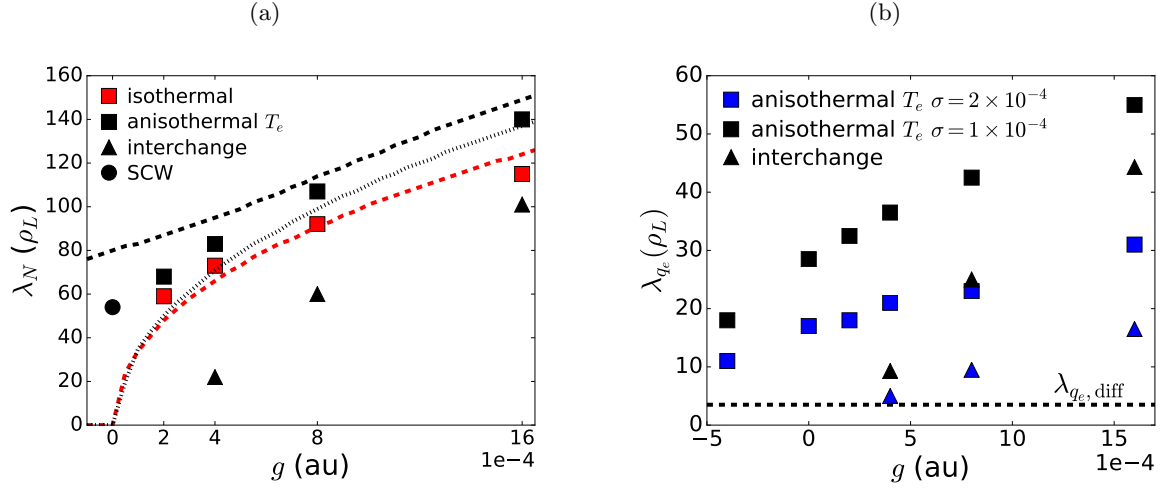 (a)
160
140
120
100
80
60
40
20
0
λ_N (ρ_L)
isothermal
anisothermal T_e
interchange
SCW
0 2 4 8 16
1e−4
g (au)
(b)
60
50
40
30
20
10
0
λ_{q_e}(ρ_L)
anisothermal T_e σ = 2 × 10^{−4}
anisothermal T_e σ = 1 × 10^{−4}
interchange
λ_{q_e, diff}
−5 0 5 10 15
1e−4
g (au)